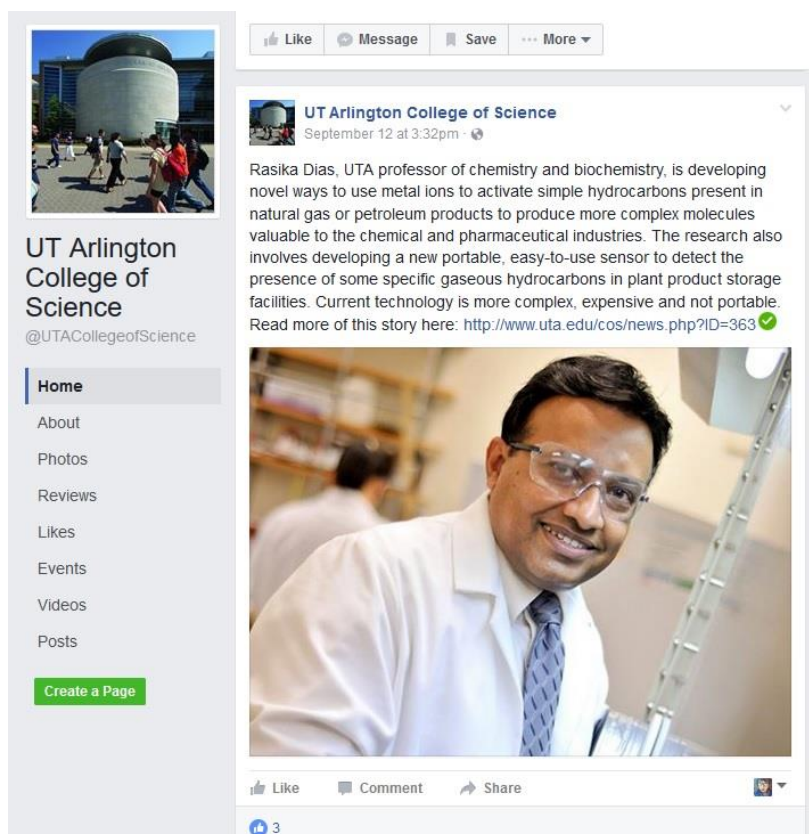 Like
Message
Save
··· More
UT Arlington College of Science
September 12 at 3:32pm ·
Rasika Dias, UTA professor of chemistry and biochemistry, is developing
novel ways to use metal ions to activate simple hydrocarbons present in
natural gas or petroleum products to produce more complex molecules
valuable to the chemical and pharmaceutical industries. The research also
involves developing a new portable, easy-to-use sensor to detect the
presence of some specific gaseous hydrocarbons in plant product storage
facilities. Current technology is more complex, expensive and not portable.
Read more of this story here: http://www.uta.edu/cos/news.php?ID=363
UT Arlington
College of
Science
@UTACollegeofScience
Home
About
Photos
Reviews
Likes
Events
Videos
Posts
Create a Page
Like
Comment
Share
3